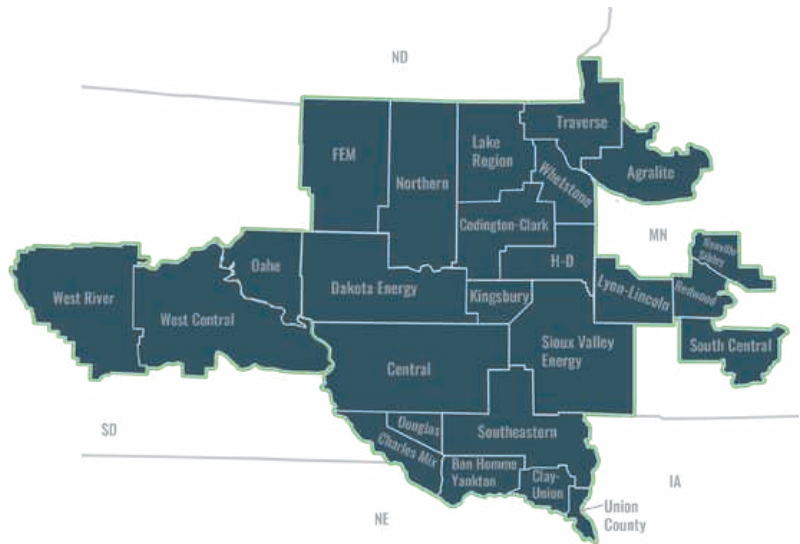 ND
Traverse
FEM
Lake
Region
Northern
Whetstone
Agralite
Codington-Clark
MN
Renville
Sibley
Oahe
H-D
West River
Dakota Energy
Kingsbury
Lyon-Lincoln
Redwood
West Central
Sioux Valley
Energy
South Central
Central
SD
Douglas
Southeastern
Charles Mix
Bon Homme
Yankton
Clay-
Union
IA
NE
Union
County